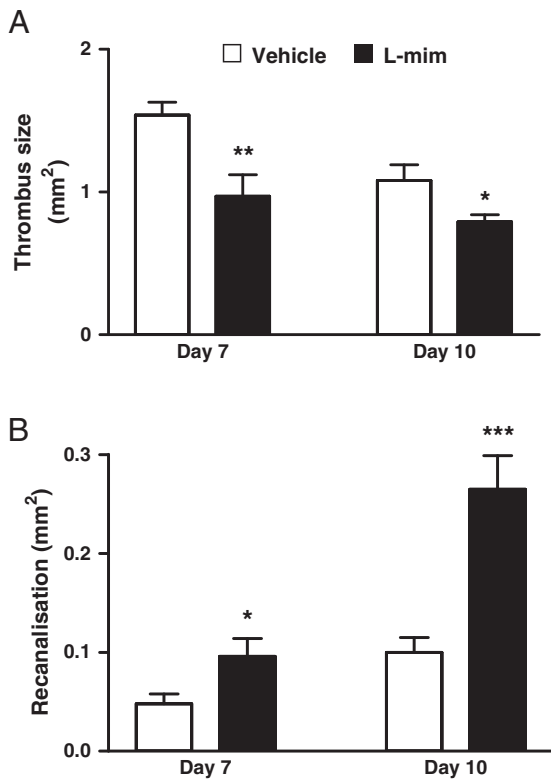 A
Vehicle L-mim
Thrombus size
(mm²)
2
1
0
**
*
Day 7 Day 10
B
Recanalisation (mm²)
0.3
0.2
0.1
0.0
*
***
Day 7 Day 10